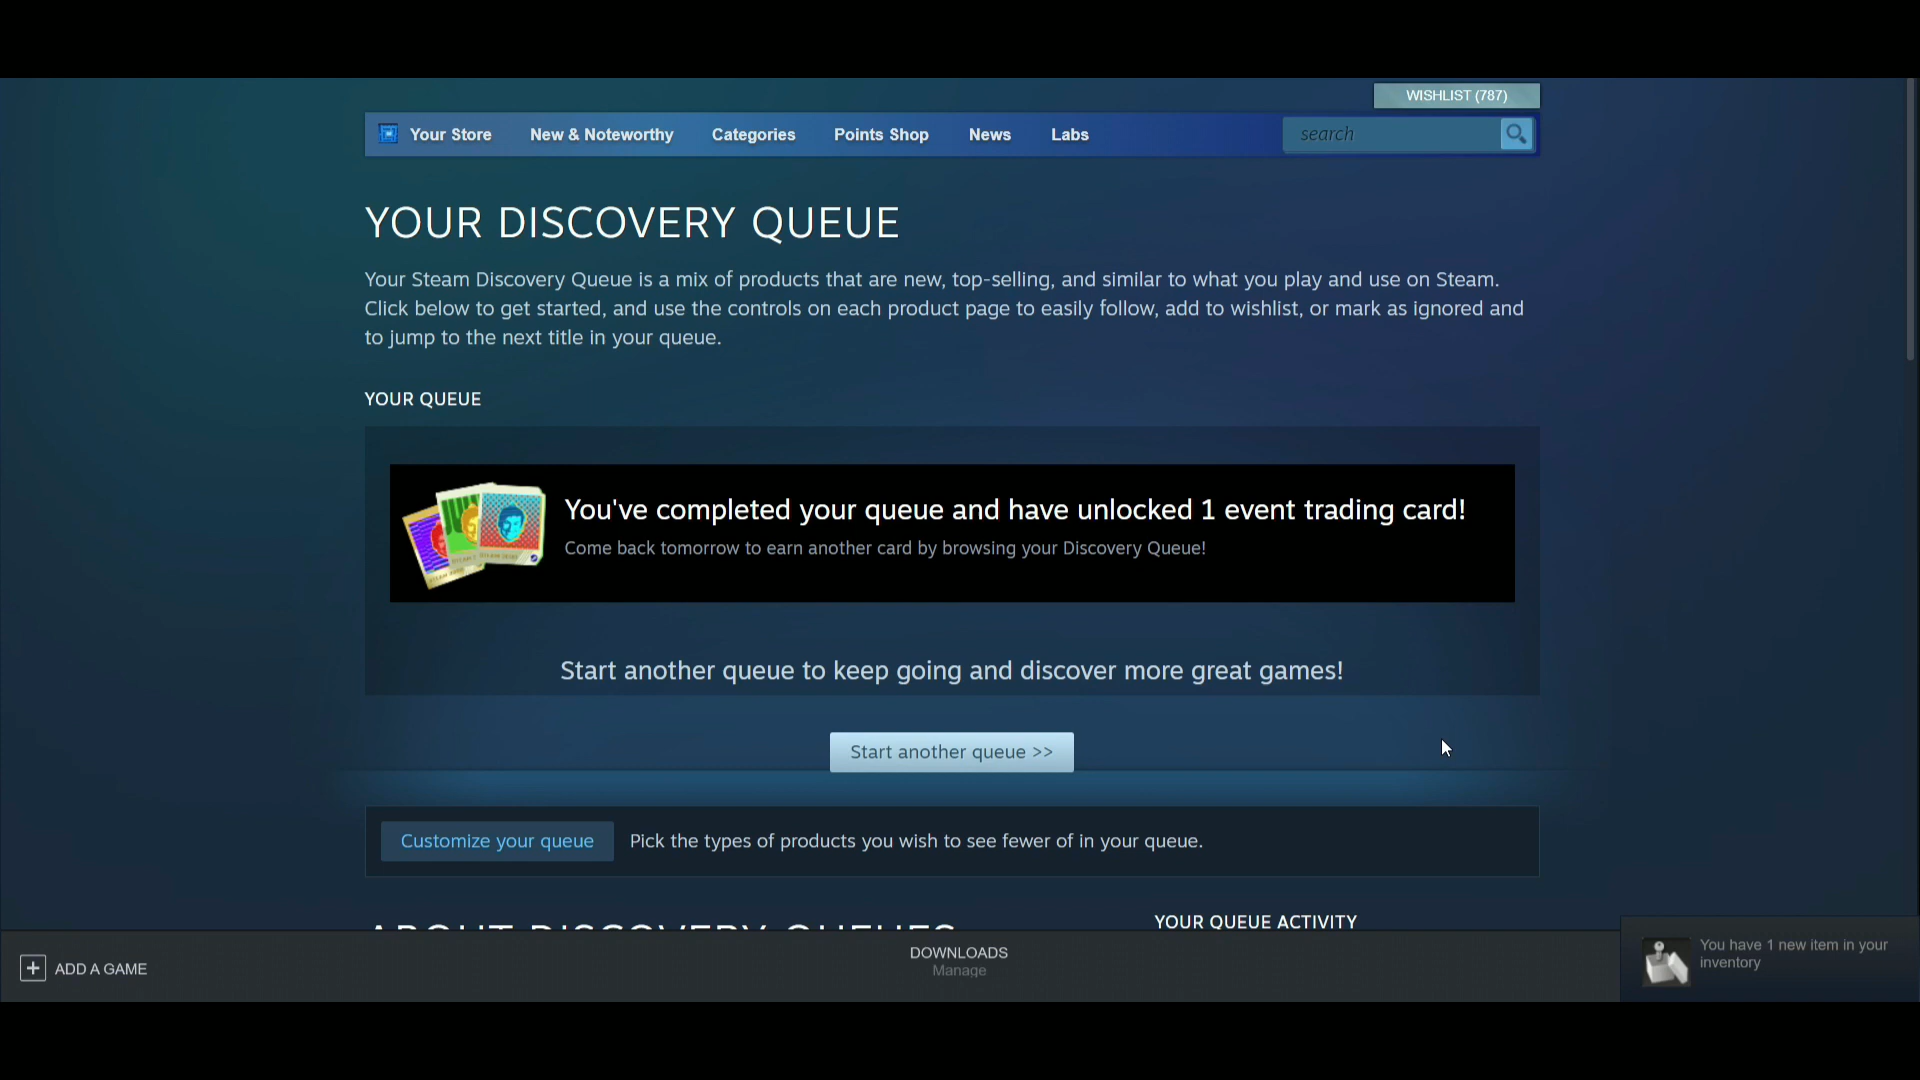 WISHLIST (787)
Your Store New & Noteworthy Categories Points Shop News Labs search
YOUR DISCOVERY QUEUE
Your Steam Discovery Queue is a mix of products that are new, top-selling, and similar to what you play and use on Steam.
Click below to get started, and use the controls on each product page to easily follow, add to wishlist, or mark as ignored and
to jump to the next title in your queue.
YOUR QUEUE
You've completed your queue and have unlocked 1 event trading card!
Come back tomorrow to earn another card by browsing your Discovery Queue!
Start another queue to keep going and discover more great games!
Start another queue >>
Customize your queue Pick the types of products you wish to see fewer of in your queue.
ABOUT DISCOVERY QUEUES
YOUR QUEUE ACTIVITY
ADD A GAME
DOWNLOADS
Manage
You have 1 new item in your
inventory